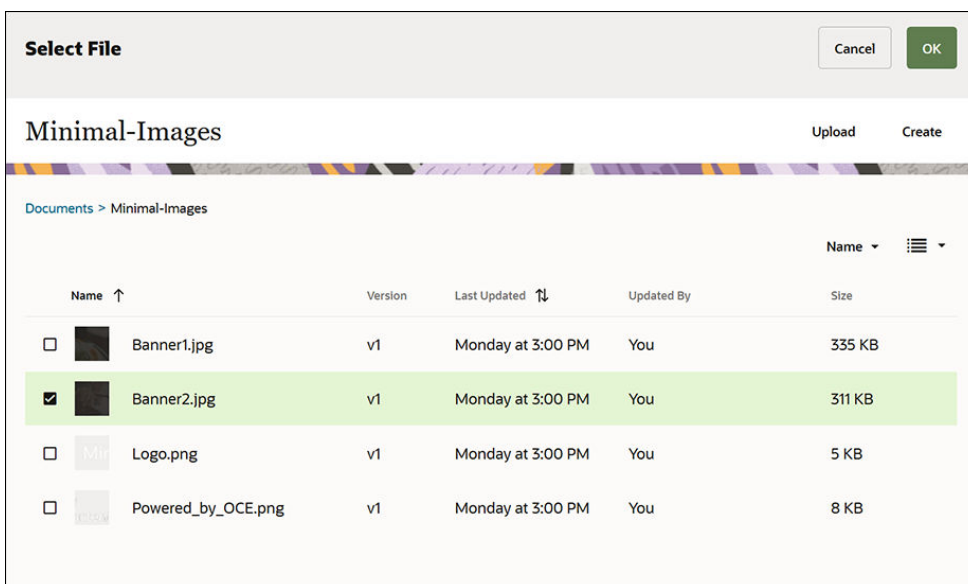 Select File Cancel OK
Minimal-Images Upload Create
Documents > Minimal-Images
Name
Name Version Last Updated Updated By Size
Banner1.jpg v1 Monday at 3:00 PM You 335 KB
Banner2.jpg v1 Monday at 3:00 PM You 311 KB
Logo.png v1 Monday at 3:00 PM You 5 KB
Powered_by_OCE.png v1 Monday at 3:00 PM You 8 KB